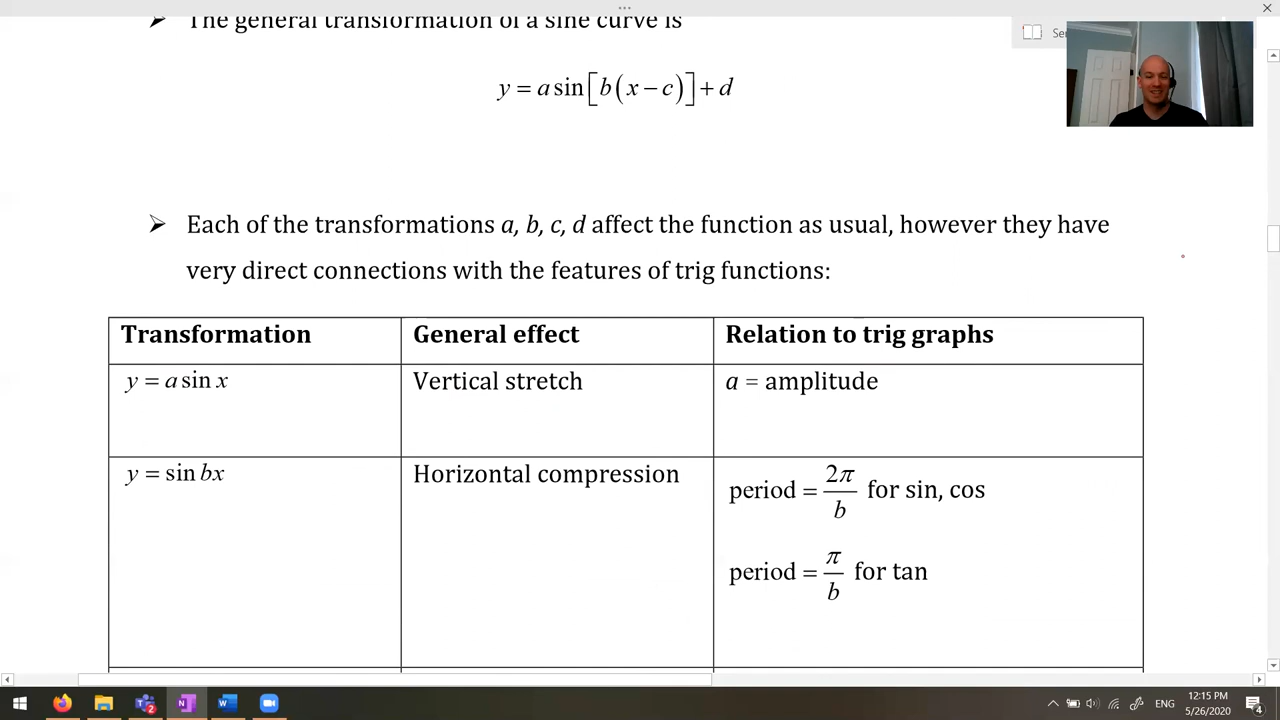 ➢ The general transformation of a sine curve is
y = a sin[b(x − c)] + d
➢ Each of the transformations a, b, c, d affect the function as usual, however they have
very direct connections with the features of trig functions:
Transformation General effect Relation to trig graphs
y = a sin x Vertical stretch a = amplitude
y = sin bx Horizontal compression period = 2π/b for sin, cos
period = π/b for tan
ENG
12:15 PM
5/26/2020